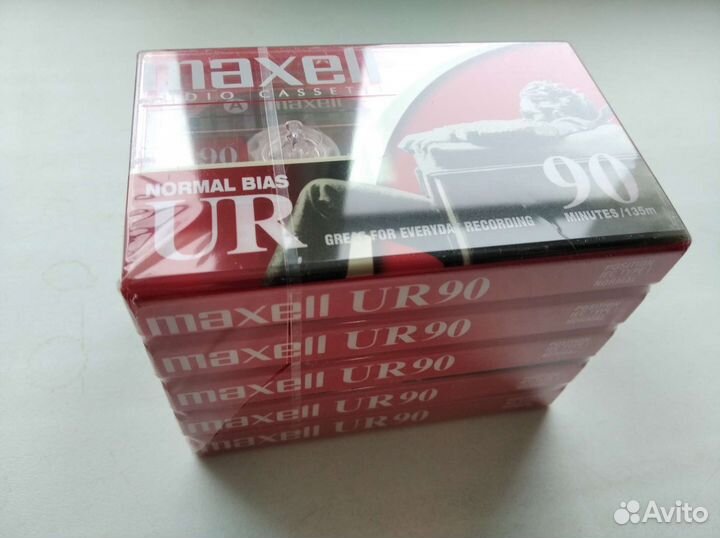 maxell
AUDIO CASSETTE
A maxell
90
NORMAL BIAS
UR
GREAT FOR EVERYDAY RECORDING
90
MINUTES/135m
maxell UR90
maxell UR90
maxell UR90
maxell UR90
maxell UR90
Avito